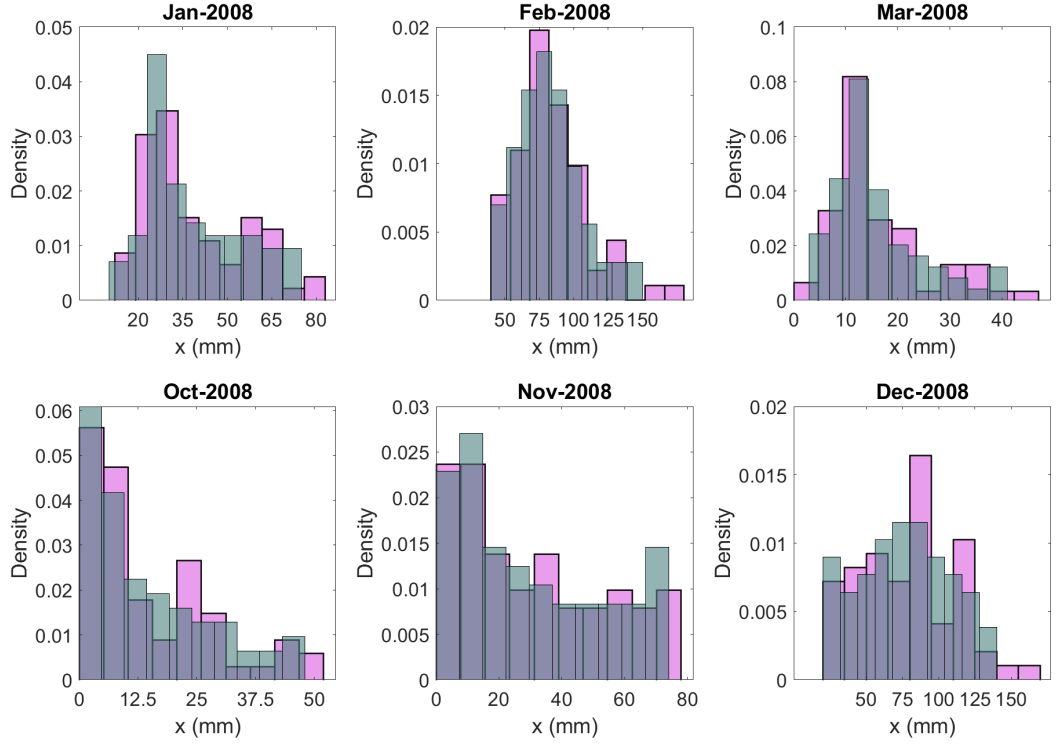 Jan-2008
Feb-2008
Mar-2008
0.05
0.04
0.03
0.02
0.01
0
Density
20 35 50 65 80
x (mm)
0.02
0.015
0.01
0.005
0
Density
50 75 100 125 150
x (mm)
0.1
0.08
0.06
0.04
0.02
0
Density
0 10 20 30 40
x (mm)
Oct-2008
Nov-2008
Dec-2008
0.06
0.05
0.04
0.03
0.02
0.01
0
Density
0 12.5 25 37.5 50
x (mm)
0.03
0.025
0.02
0.015
0.01
0.005
0
Density
0 20 40 60 80
x (mm)
0.02
0.015
0.01
0.005
0
Density
50 75 100 125 150
x (mm)